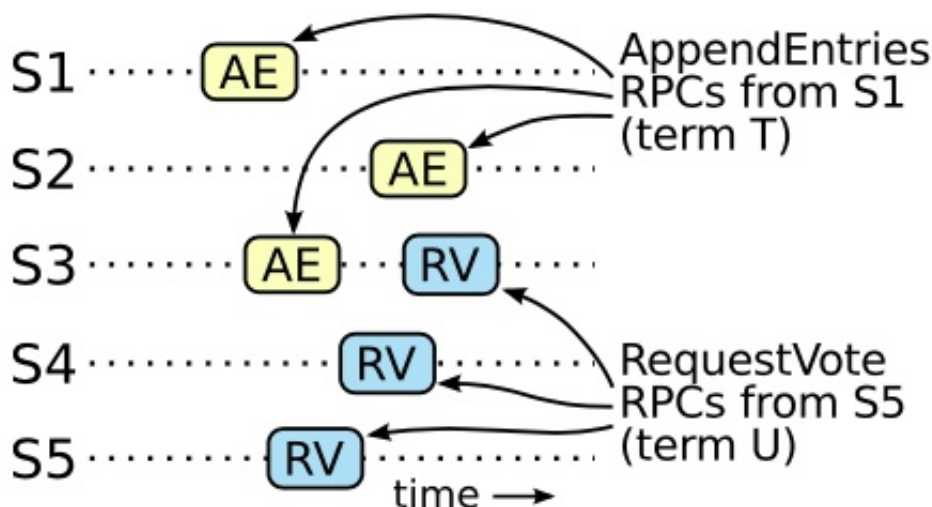 S1
AE
AppendEntries
RPCs from S1
(term T)
S2
AE
S3
AE
RV
S4
RV
RequestVote
RPCs from S5
(term U)
S5
RV
time